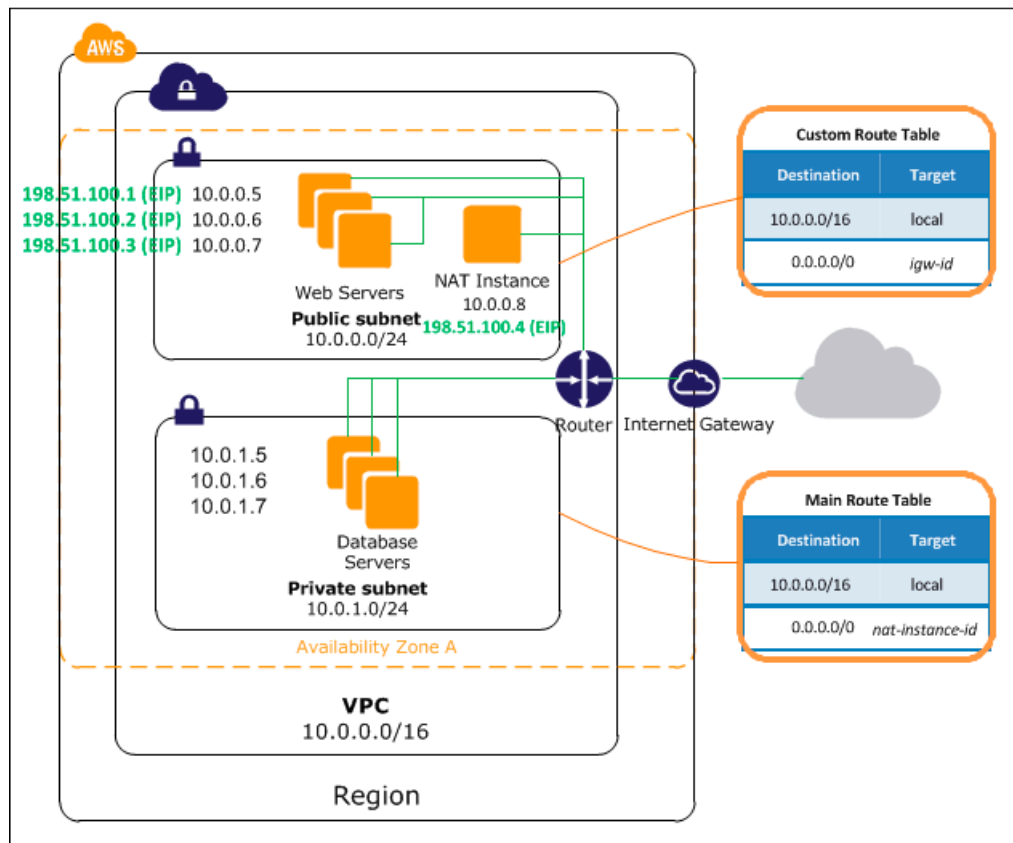 AWS
198.51.100.1 (EIP) 10.0.0.5
198.51.100.2 (EIP) 10.0.0.6
198.51.100.3 (EIP) 10.0.0.7
Web Servers
Public subnet
10.0.0.0/24
NAT Instance
10.0.0.8
198.51.100.4 (EIP)
Router
Internet Gateway
10.0.1.5
10.0.1.6
10.0.1.7
Database
Servers
Private subnet
10.0.1.0/24
Availability Zone A
VPC
10.0.0.0/16
Region
Custom Route Table
Destination Target
10.0.0.0/16 local
0.0.0.0/0 igw-id
Main Route Table
Destination Target
10.0.0.0/16 local
0.0.0.0/0 nat-instance-id